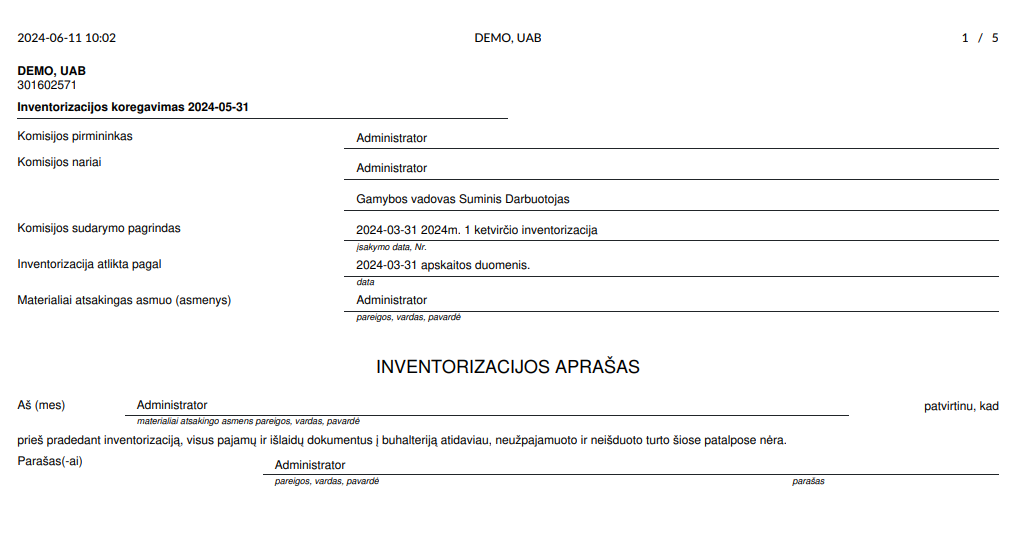 2024-06-11 10:02 DEMO, UAB 1 / 5
DEMO, UAB
301602571
Inventorizacijos koregavimas 2024-05-31
Komisijos pirmininkas Administrator
Komisijos nariai Administrator
Gamybos vadovas Suminis Darbuotojas
Komisijos sudarymo pagrindas 2024-03-31 2024m. 1 ketvirčio inventorizacija
įsakymo data, Nr.
Inventorizacija atlikta pagal 2024-03-31 apskaitos duomenis.
data
Materialiai atsakingas asmuo (asmenys) Administrator
pareigos, vardas, pavardė
INVENTORIZACIJOS APRAŠAS
Aš (mes) Administrator patvirtinu, kad
materialiai atsakingo asmens pareigos, vardas, pavardė
prieš pradedant inventorizaciją, visus pajamų ir išlaidų dokumentus į buhalteriją atidaviau, neužpajamuoto ir neišduoto turto šiose patalpose nėra.
Parašas(-ai) Administrator
pareigos, vardas, pavardė parašas